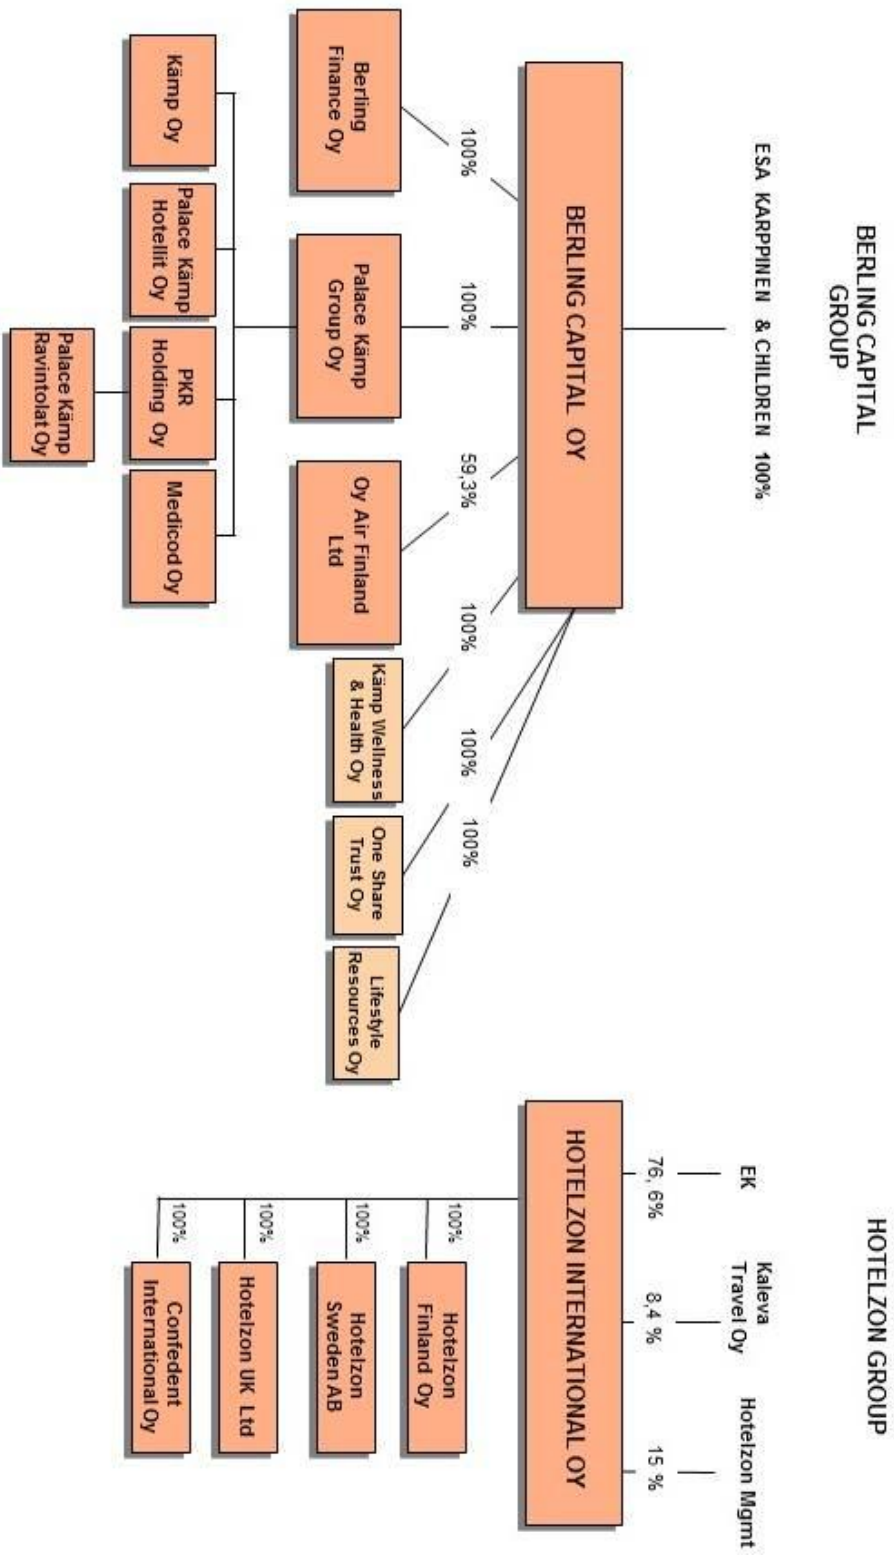 BERLING CAPITAL
GROUP
HOTELZON GROUP
ESA KARPPINEN & CHILDREN 100%
EK
Kaleva
Travel Oy
Hotelzon Mgmt
76, 6%
8,4 %
15 %
BERLING CAPITAL OY
HOTELZON INTERNATIONAL OY
100%
100%
59,3%
100%
100%
100%
Berling
Finance Oy
Palace Kämp
Group Oy
Oy Air Finland
Ltd
Kämp Wellness
& Health Oy
One Share
Trust Oy
Lifestyle
Resources Oy
Kämp Oy
Palace Kämp
Hotellit Oy
PKR
Holding Oy
Medicod Oy
Palace Kämp
Ravintolat Oy
100%
Hotelzon
Finland Oy
100%
Hotelzon
Sweden AB
100%
Hotelzon UK Ltd
100%
Confedent
International Oy